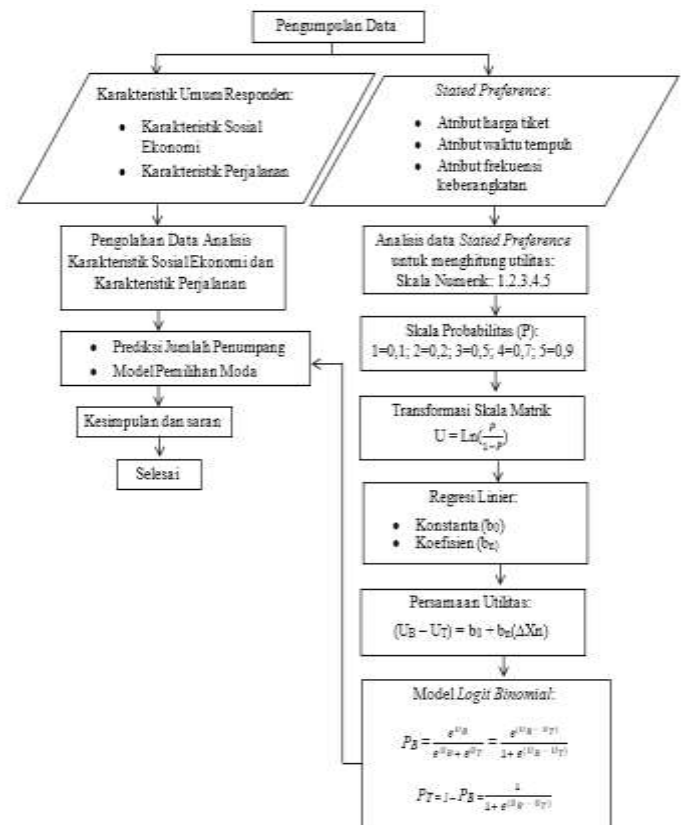 Pengumpulan Data
Karakteristik Umum Responden:
• Karakteristik Sosial
Ekonomi
• Karakteristik Perjalanan
Stated Preference:
• Atribut harga tiket
• Atribut waktu tempuh
• Atribut frekuensi
keberangkatan
Pengolahan Data Analisis
Karakteristik Sosial Ekonomi dan
Karakteristik Perjalanan
Analisis data Stated Preference
untuk menghitung utilitas:
Skala Numerik: 1.2.3.4.5
Skala Probabilitas (P):
1=0,1; 2=0,2; 3=0,5; 4=0,7; 5=0,9
• Prediksi Jumlah Penumpang
• Model Pemilihan Moda
Transformasi Skala Matrik
U = Ln(P/1-P)
Kesimpulan dan saran
Selesai
Regresi Linier:
• Konstanta (b0)
• Koefisien (bn)
Persamaan Utilitas:
(UB – UT) = b0 + bn(ΔXn)
Model Logit Binomial:
PB = e^UB / e^UB + e^UT = e^(UB - UT) / 1 + e^(UB - UT)
PT = 1 – PB = 1 / 1 + e^(UB - UT)